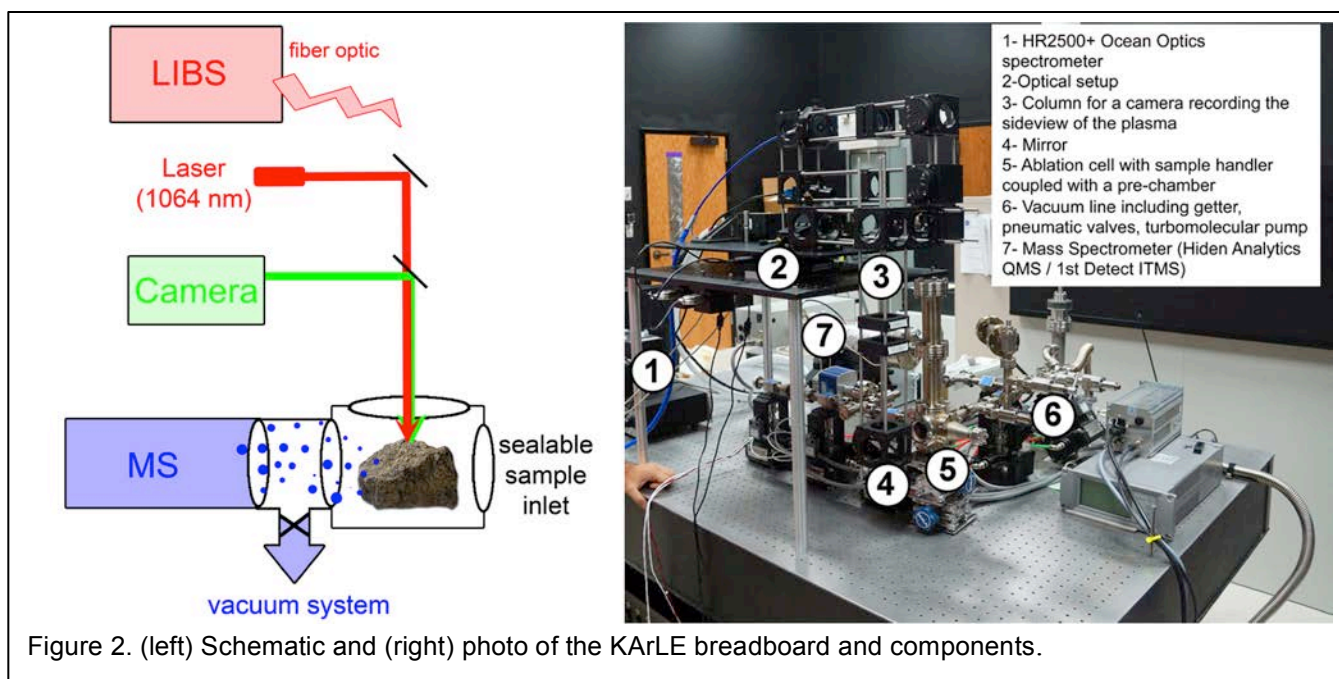 LIBS
fiber optic
Laser
(1064 nm)
Camera
MS
sealable
sample
inlet
vacuum system
1- HR2500+ Ocean Optics
spectrometer
2-Optical setup
3- Column for a camera recording the
sideview of the plasma
4- Mirror
5- Ablation cell with sample handler
coupled with a pre-chamber
6- Vacuum line including getter,
pneumatic valves, turbomolecular pump
7- Mass Spectrometer (Hiden Analytics
QMS / 1st Detect ITMS)
2
3
7
1
6
5
4
Figure 2. (left) Schematic and (right) photo of the KArLE breadboard and components.